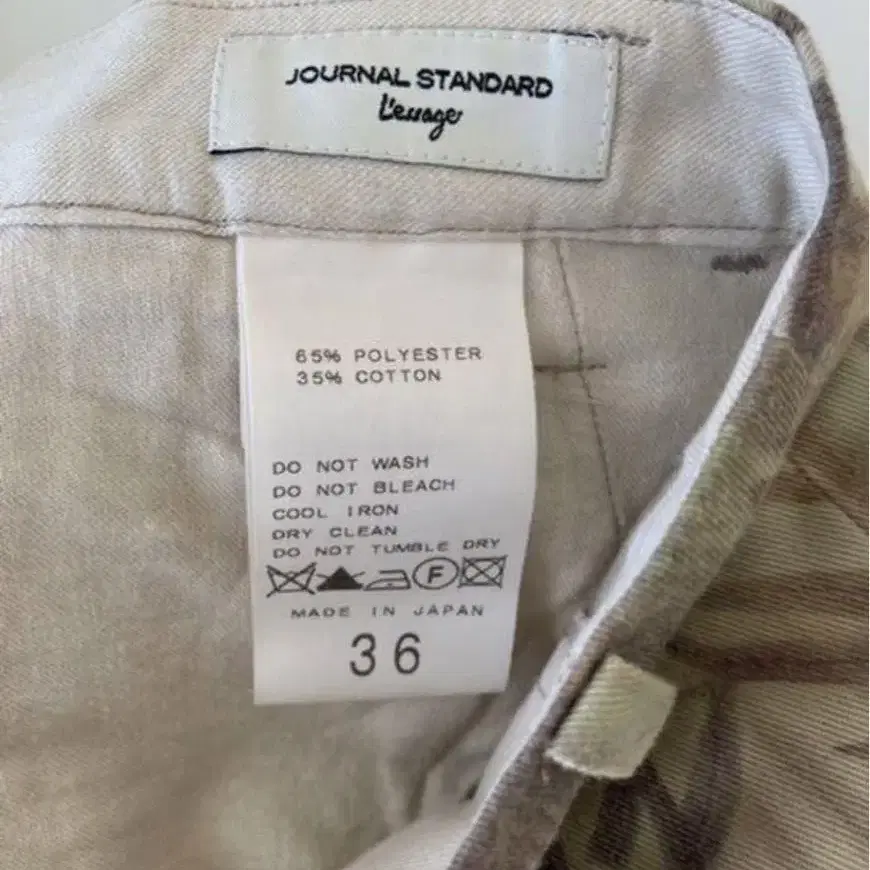 JOURNAL STANDARD
L'essage
65% POLYESTER
35% COTTON
DO NOT WASH
DO NOT BLEACH
COOL IRON
DRY CLEAN
DO NOT TUMBLE DRY
F
MADE IN JAPAN
36